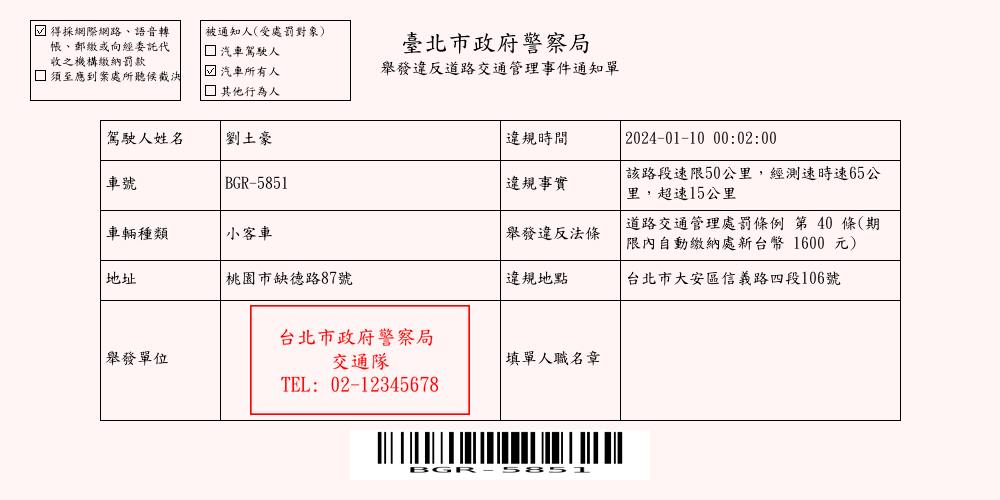 得採網際網路、語音轉
帳、郵繳或向經委託代
收之機構繳納罰款
須至應到案處所聽候裁決
被通知人(受處罰對象)
汽車駕駛人
汽車所有人
其他行為人
臺北市政府警察局
舉發違反道路交通管理事件通知單
駕駛人姓名
劉土豪
違規時間
2024-01-10 00:02:00
車號
BGR-5851
違規事實
該路段速限50公里，經測速時速65公
里，超速15公里
車輛種類
小客車
舉發違反法條
道路交通管理處罰條例 第 40 條(期
限內自動繳納處新台幣 1600 元)
地址
桃園市缺德路87號
違規地點
台北市大安區信義路四段106號
舉發單位
台北市政府警察局
交通隊
TEL: 02-12345678
填單人職名章
BGR-5851